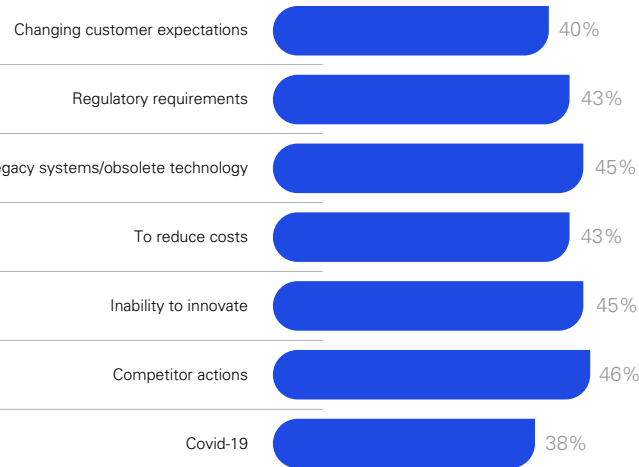 Changing customer expectations 40%
Regulatory requirements 43%
systems/obsolete technology 45%
To reduce costs 43%
Inability to innovate 45%
Competitor actions 46%
Covid-19 38%